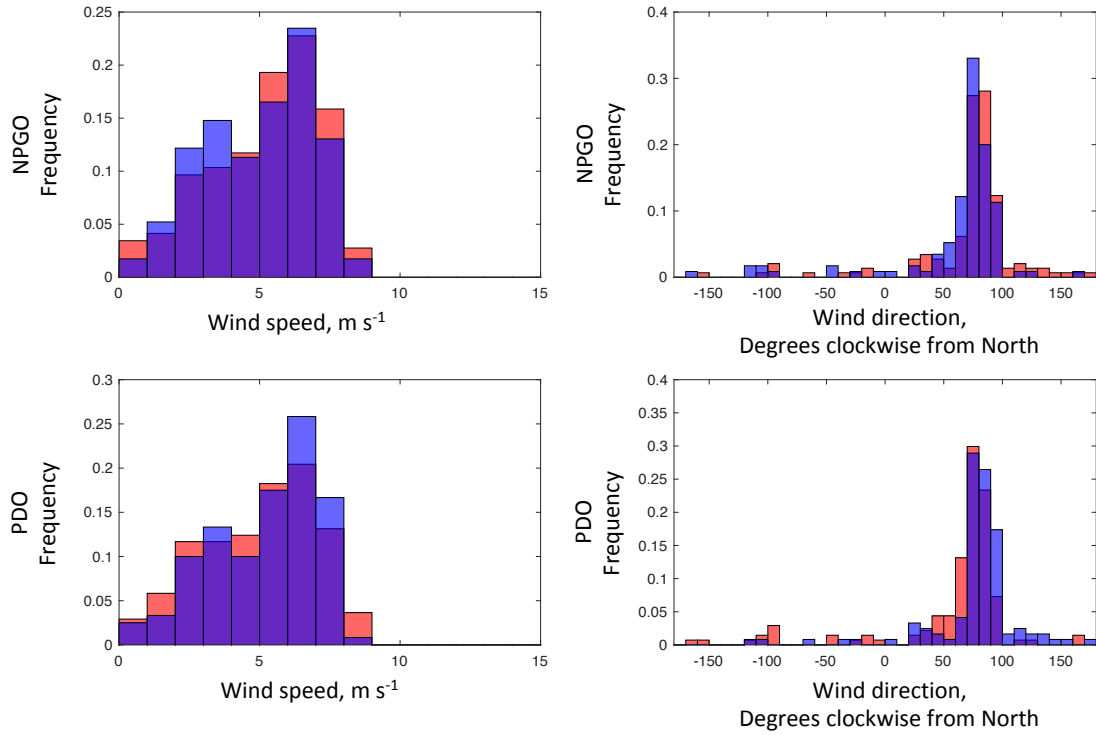 0.25
0.2
0.15
0.1
0.05
0
NPGO
Frequency
0 5 10 15
Wind speed, m s⁻¹
0.4
0.3
0.2
0.1
0
NPGO
Frequency
-150 -100 -50 0 50 100 150
Wind direction,
Degrees clockwise from North
0.3
0.25
0.2
0.15
0.1
0.05
0
PDO
Frequency
0 5 10 15
Wind speed, m s⁻¹
0.4
0.35
0.3
0.25
0.2
0.15
0.1
0.05
0
PDO
Frequency
-150 -100 -50 0 50 100 150
Wind direction,
Degrees clockwise from North